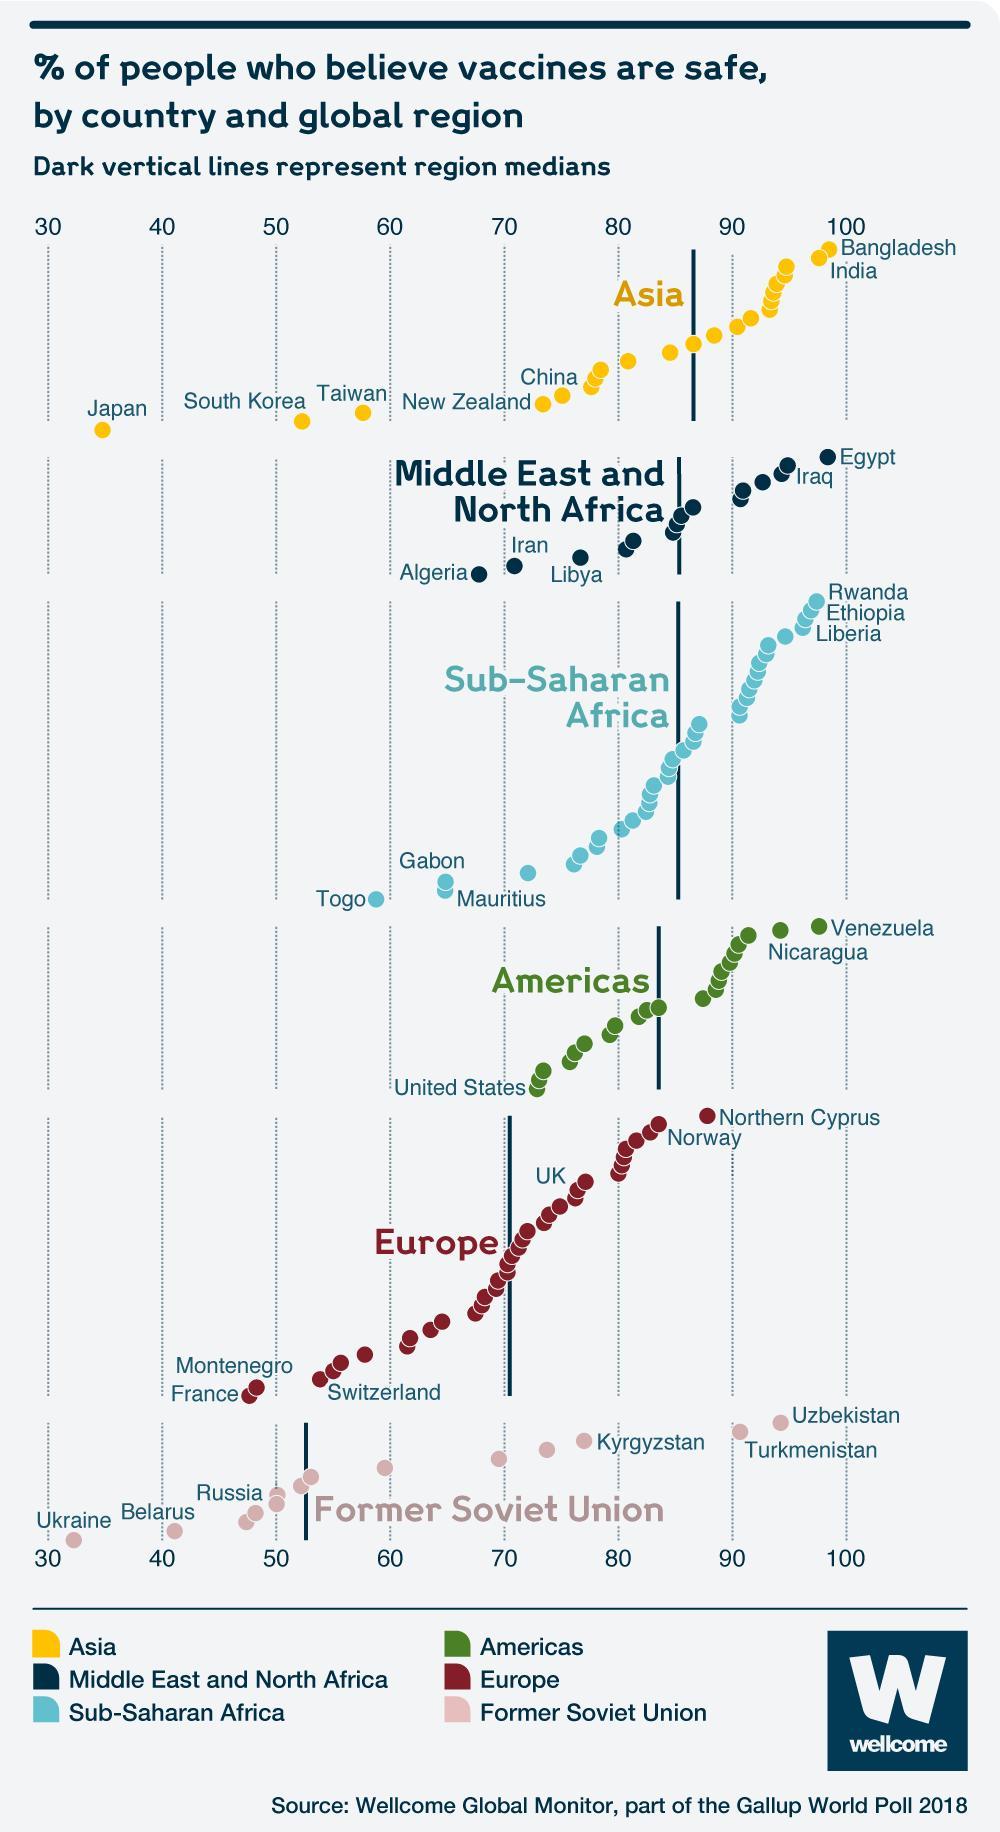 % of people who believe vaccines are safe,
by country and global region
Dark vertical lines represent region medians
30 40 50 60 70 80 90 100
Bangladesh
India
Asia
China
Taiwan
South Korea
New Zealand
Japan
Egypt
Middle East and
Iraq
North Africa
Iran
Algeria
Libya
Rwanda
Ethiopia
Liberia
Sub-Saharan
Africa
Gabon
Togo
Mauritius
Venezuela
Nicaragua
Americas
United States
Northern Cyprus
Norway
UK
Europe
Montenegro
France
Switzerland
Uzbekistan
Kyrgyzstan
Turkmenistan
Russia
Former Soviet Union
Belarus
Ukraine
30 40 50 60 70 80 90 100
Asia
Middle East and North Africa
Sub-Saharan Africa
Americas
Europe
Former Soviet Union
W
wellcome
Source: Wellcome Global Monitor, part of the Gallup World Poll 2018